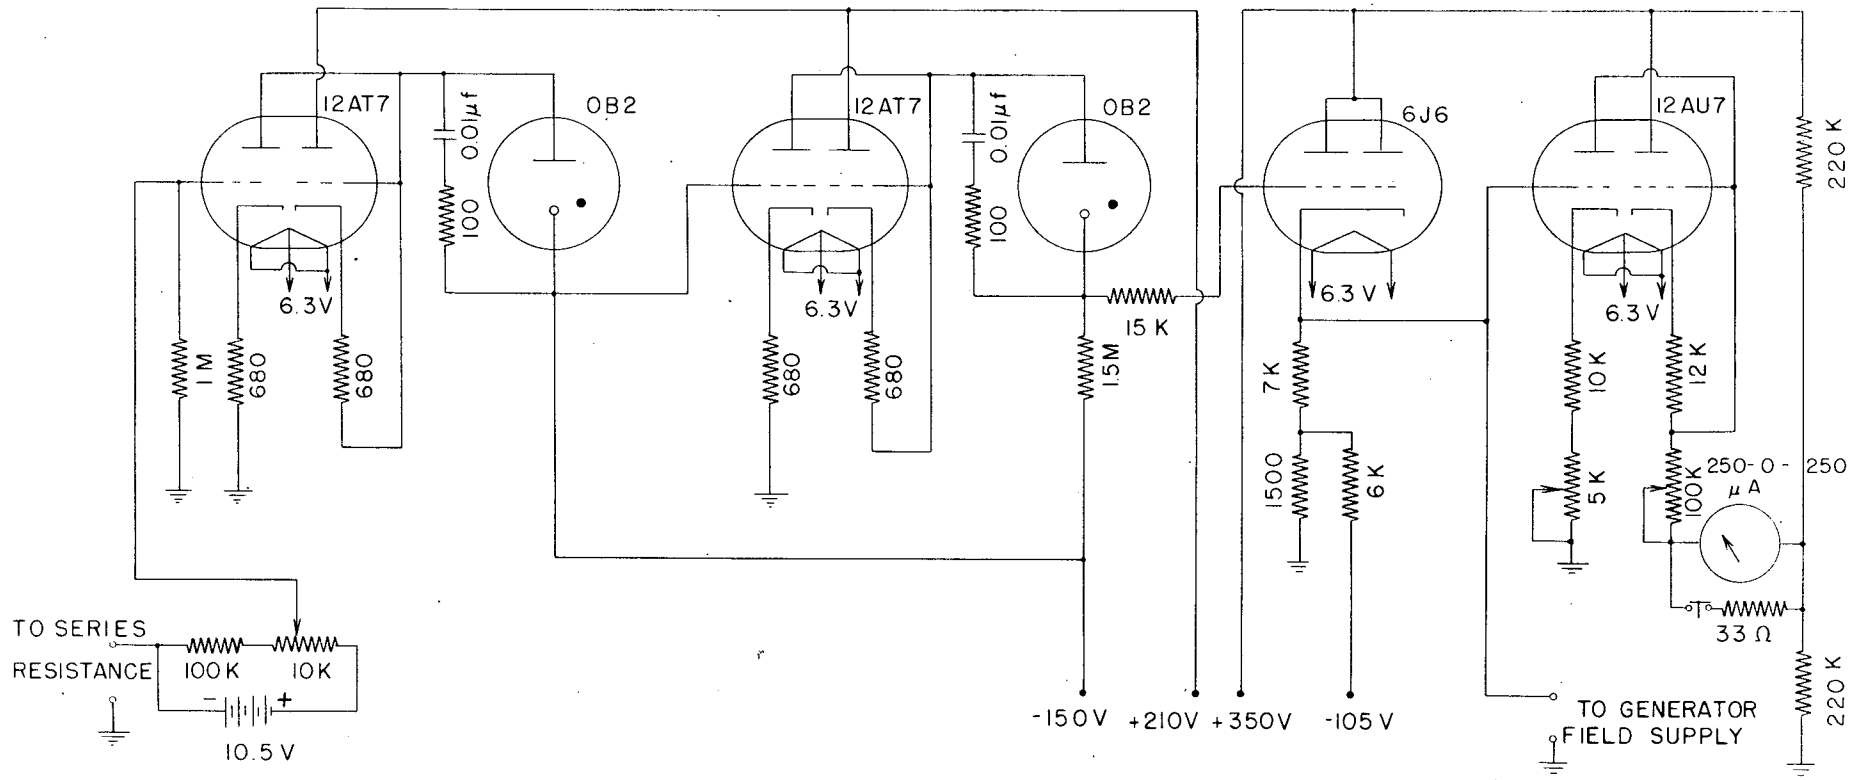 12AT7
0.01μf
OB2
12AT7
0.01μf
OB2
6J6
12AU7
220 K
100
100
6.3V
6.3V
6.3V
6.3V
15 K
1M
680
680
680
680
1.5M
7K
10K
12K
1500
6K
5K
100K
250-0-250
μA
33 Ω
TO SERIES
RESISTANCE
100K
10K
- +
10.5 V
-150V
+210V
+350V
-105V
TO GENERATOR
FIELD SUPPLY
220 K